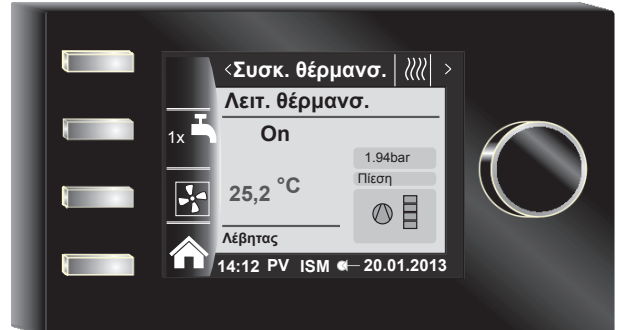 <Συσκ. θέρμανσ. >
Λειτ. θέρμανσ.
1x
On
1.94bar
Πίεση
25,2 °C
Λέβητας
14:12 PV ISM 20.01.2013